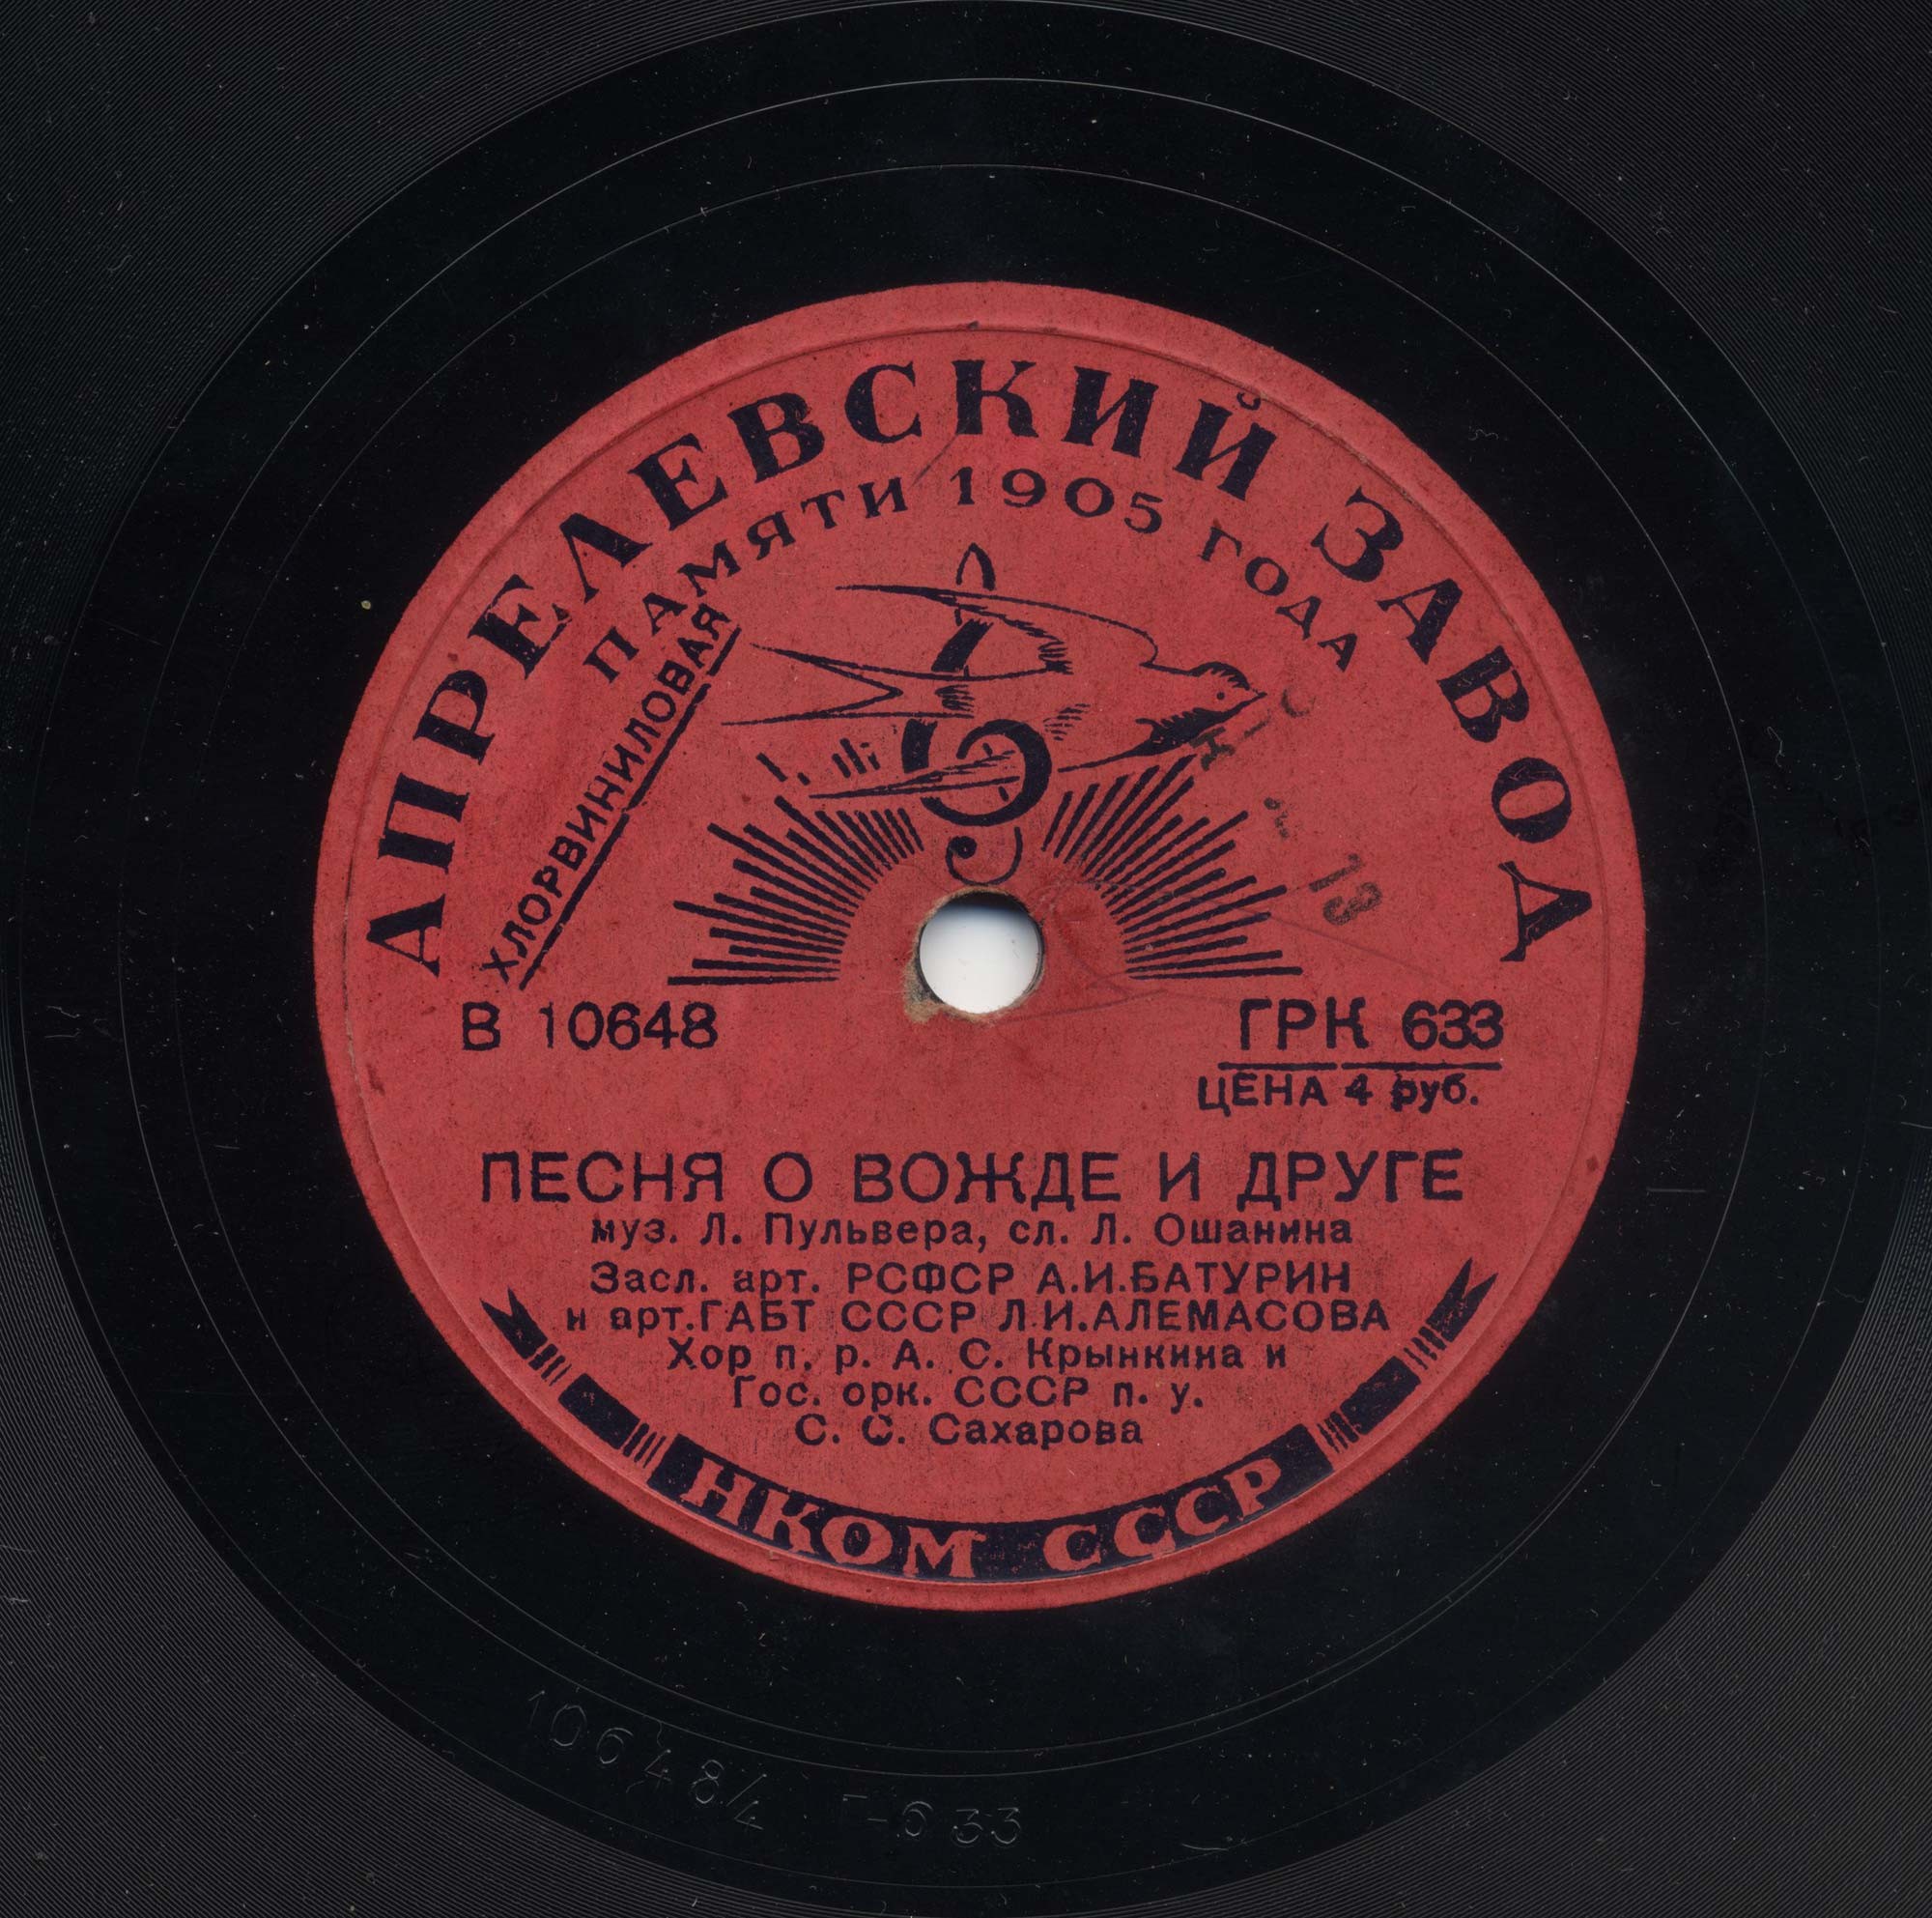 АПРЕЛЕВСКИЙ ЗАВОД
ПАМЯТИ 1905 ГОДА
ХЛОРВИНИЛОВАЯ
13
В 10648
ГРК 633
ЦЕНА 4 руб.
ПЕСНЯ О ВОЖДЕ И ДРУГЕ
муз. Л. Пульвера, сл. Л. Ошанина
Засл. арт. РСФСР А.И.БАТУРИН
и арт.ГАБТ СССР Л.И.АЛЕМАСОВА
Хор п. р. А. С. Крынкина и
Гос. орк. СССР п. у.
С. С. Сахарова
НКОМ СССР
10648/ Г-633